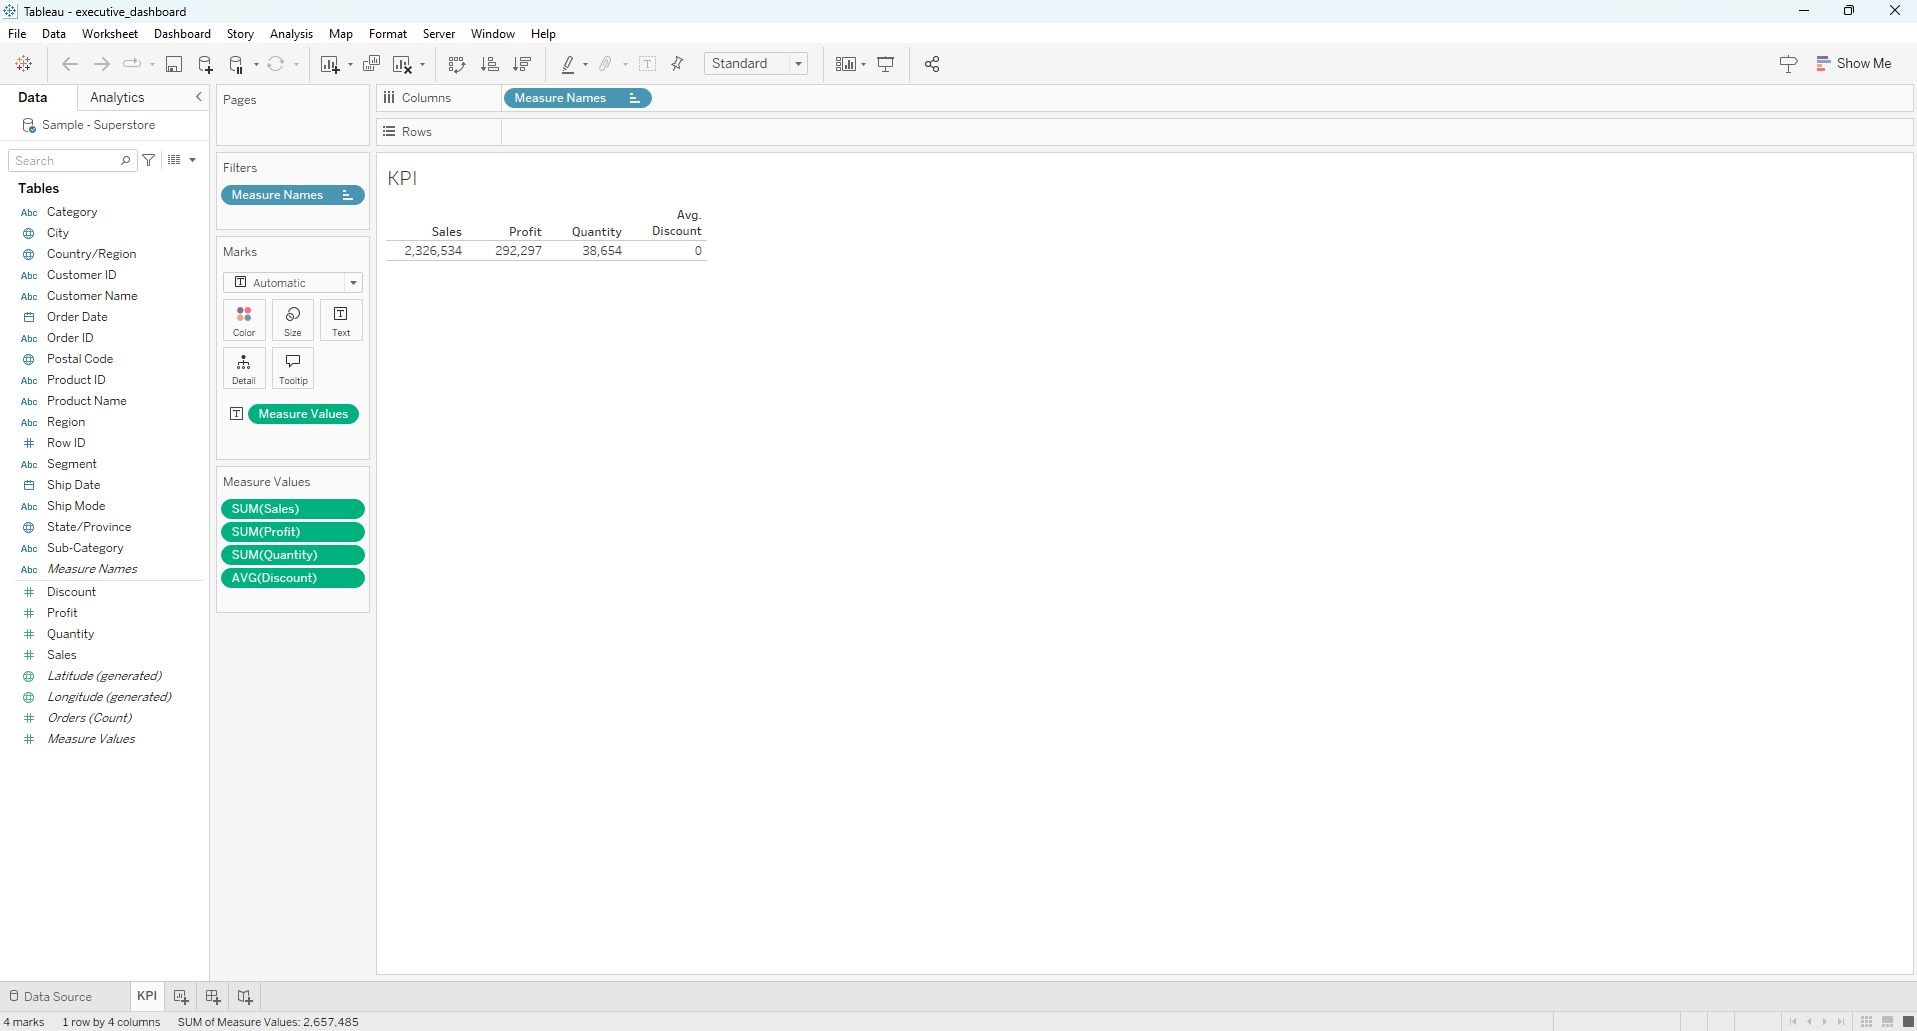 Tableau - executive_dashboard
File Data Worksheet Dashboard Story Analysis Map Format Server Window Help
Standard
Show Me
Data Analytics
Sample - Superstore
Search
Tables
Abc Category
City
Country/Region
Abc Customer ID
Abc Customer Name
Order Date
Abc Order ID
Postal Code
Abc Product ID
Abc Product Name
Abc Region
# Row ID
Abc Segment
Ship Date
Abc Ship Mode
State/Province
Abc Sub-Category
Abc Measure Names
# Discount
# Profit
# Quantity
# Sales
Latitude (generated)
Longitude (generated)
# Orders (Count)
# Measure Values
Pages
Filters
Measure Names
Marks
T Automatic
Color Size T Text
Detail Tooltip
T Measure Values
Measure Values
SUM(Sales)
SUM(Profit)
SUM(Quantity)
AVG(Discount)
Columns Measure Names
Rows
KPI
Avg.
Sales Profit Quantity Discount
2,326,534 292,297 38,654 0
Data Source KPI
4 marks 1 row by 4 columns SUM of Measure Values: 2,657,485